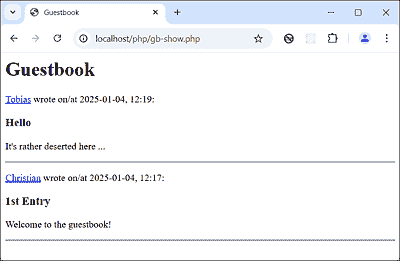 Guestbook
localhost/php/gb-show.php
Guestbook
Tobias wrote on/at 2025-01-04, 12:19:
Hello
It's rather deserted here ...
Christian wrote on/at 2025-01-04, 12:17:
1st Entry
Welcome to the guestbook!